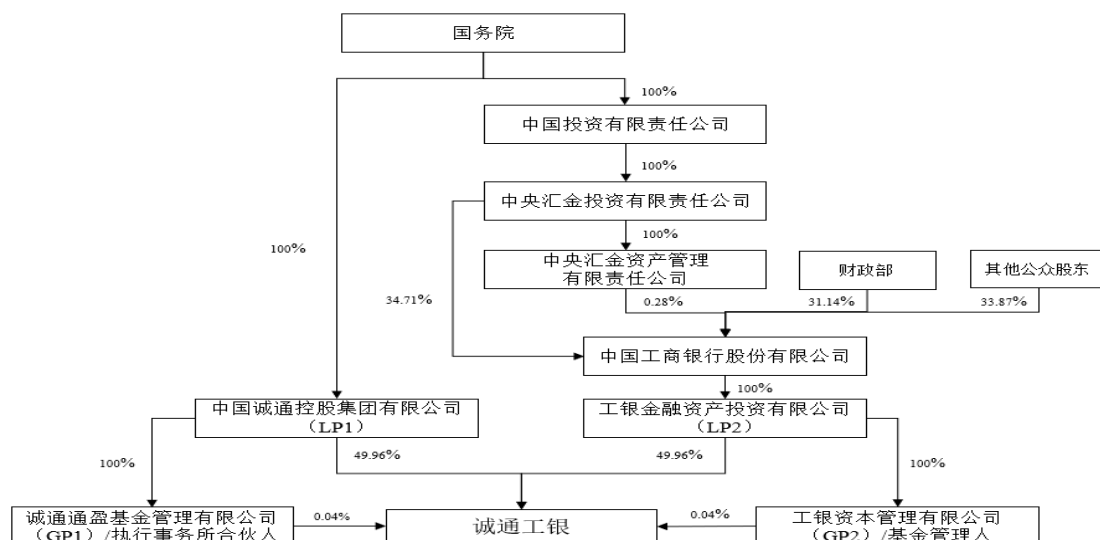 国务院
100%
中国投资有限责任公司
100%
中央汇金投资有限责任公司
100%
100%
中央汇金资产管理
有限责任公司
财政部
其他公众股东
34.71%
0.28%
31.14%
33.87%
中国工商银行股份有限公司
100%
中国诚通控股集团有限公司
（LP1）
工银金融资产投资有限公司
（LP2）
100%
49.96%
49.96%
100%
诚通通盈基金管理有限公司
（GP1）/执行事务所合伙人
0.04%
诚通工银
0.04%
工银资本管理有限公司
（GP2）/基金管理人